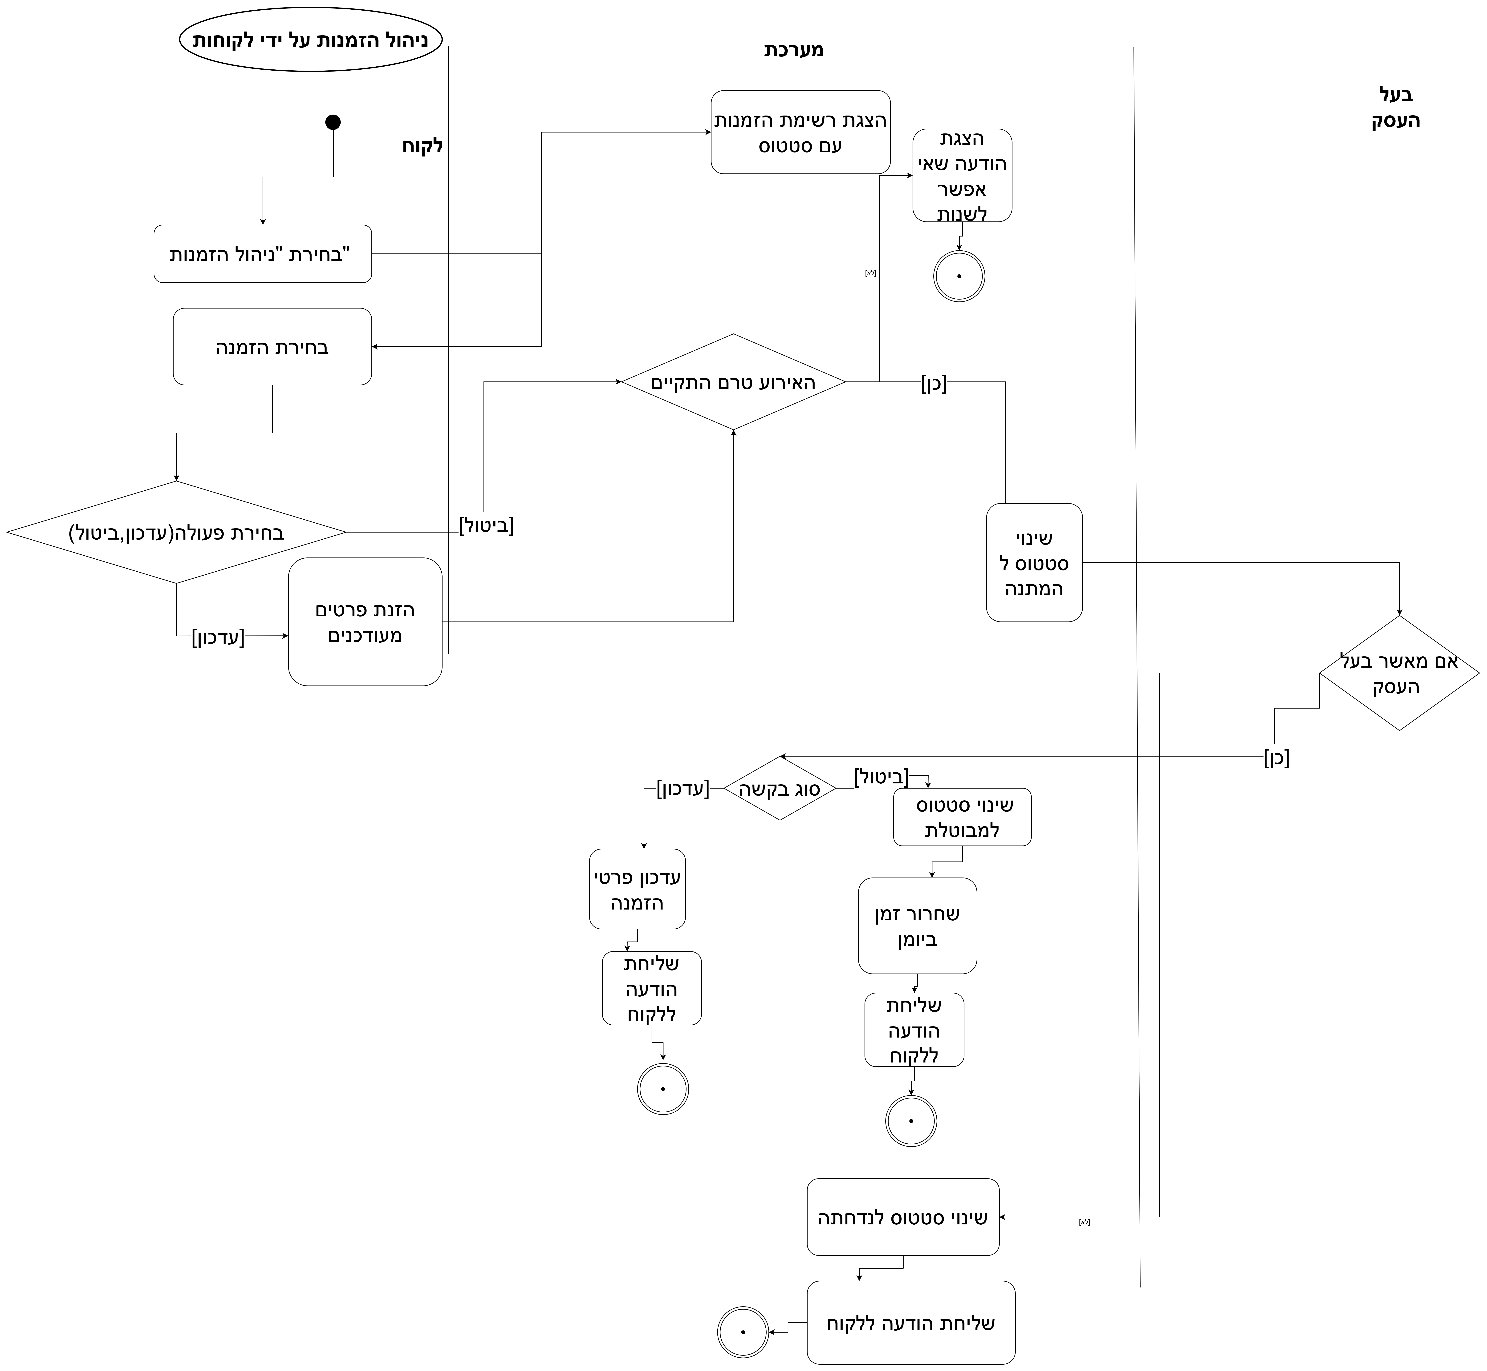 ניהול הזמנות על ידי לקוחות
מערכת
בעל
העסק
לקוח
הצגת רשימת הזמנות
עם סטטוס
הצגת
הודעה שאי
אפשר
לשנות
בחירת "ניהול הזמנות"
[לא]
בחירת הזמנה
האירוע טרם התקיים
[כן]
בחירת פעולה(עדכון,ביטול)
[ביטול]
שינוי
סטטוס ל
המתנה
הזנת פרטים
מעודכנים
[עדכון]
אם מאשר בעל
העסק
[כן]
סוג בקשה
[ביטול]
[עדכון]
שינוי סטטוס
למבוטלת
עדכון פרטי
הזמנה
שחרור זמן
ביומן
שליחת
הודעה
ללקוח
שליחת
הודעה
ללקוח
שינוי סטטוס לנדחתה
[לא]
שליחת הודעה ללקוח